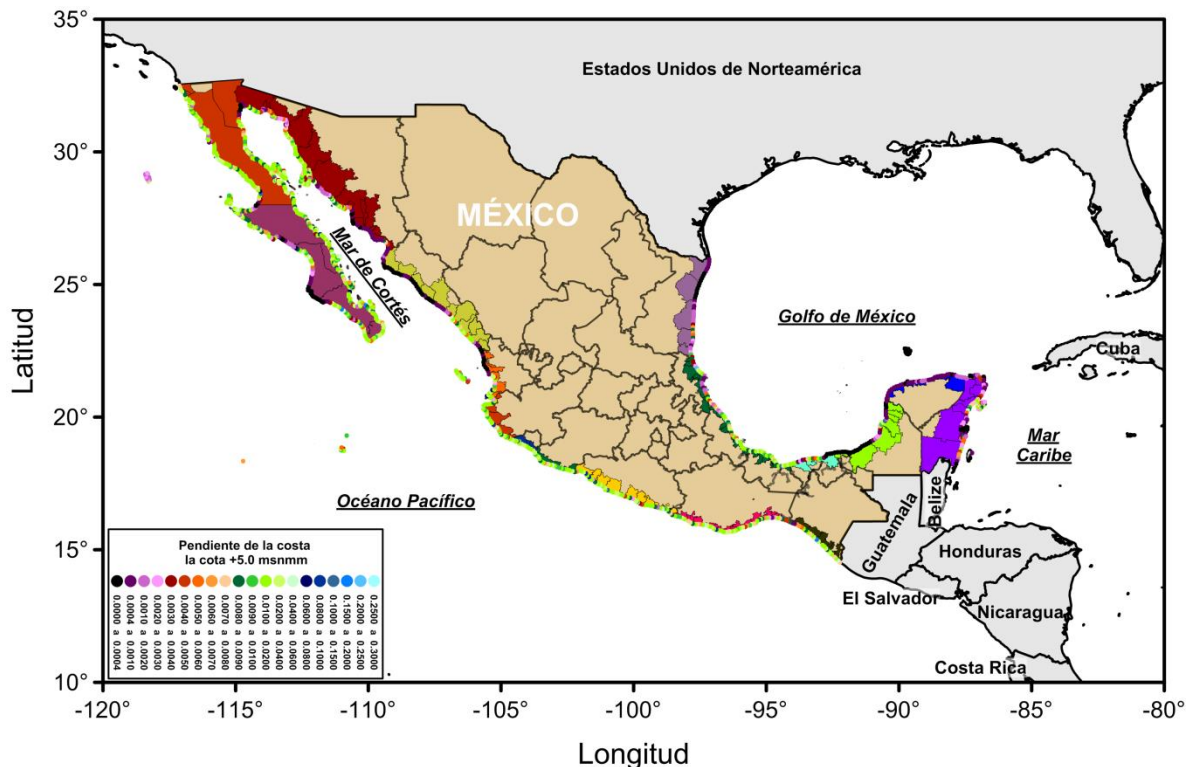 35°
Estados Unidos de Norteamérica
30°
MÉXICO
Mar de Cortés
25°
Golfo de México
Cuba
Latitud
20°
Mar
Caribe
Océano Pacífico
Belize
Guatemala
Honduras
15°
El Salvador
Nicaragua
Costa Rica
10°
Pendiente de la costa
la cota +5.0 msnmm
0.0000 a 0.0004
0.0004 a 0.0010
0.0010 a 0.0020
0.0020 a 0.0030
0.0030 a 0.0040
0.0040 a 0.0050
0.0050 a 0.0060
0.0060 a 0.0070
0.0070 a 0.0080
0.0080 a 0.0090
0.0090 a 0.0100
0.0100 a 0.0200
0.0200 a 0.0400
0.0400 a 0.0600
0.0600 a 0.0800
0.0800 a 0.1000
0.1000 a 0.1500
0.1500 a 0.2000
0.2000 a 0.2500
0.2500 a 0.3000
-120° -115° -110° -105° -100° -95° -90° -85° -80°
Longitud